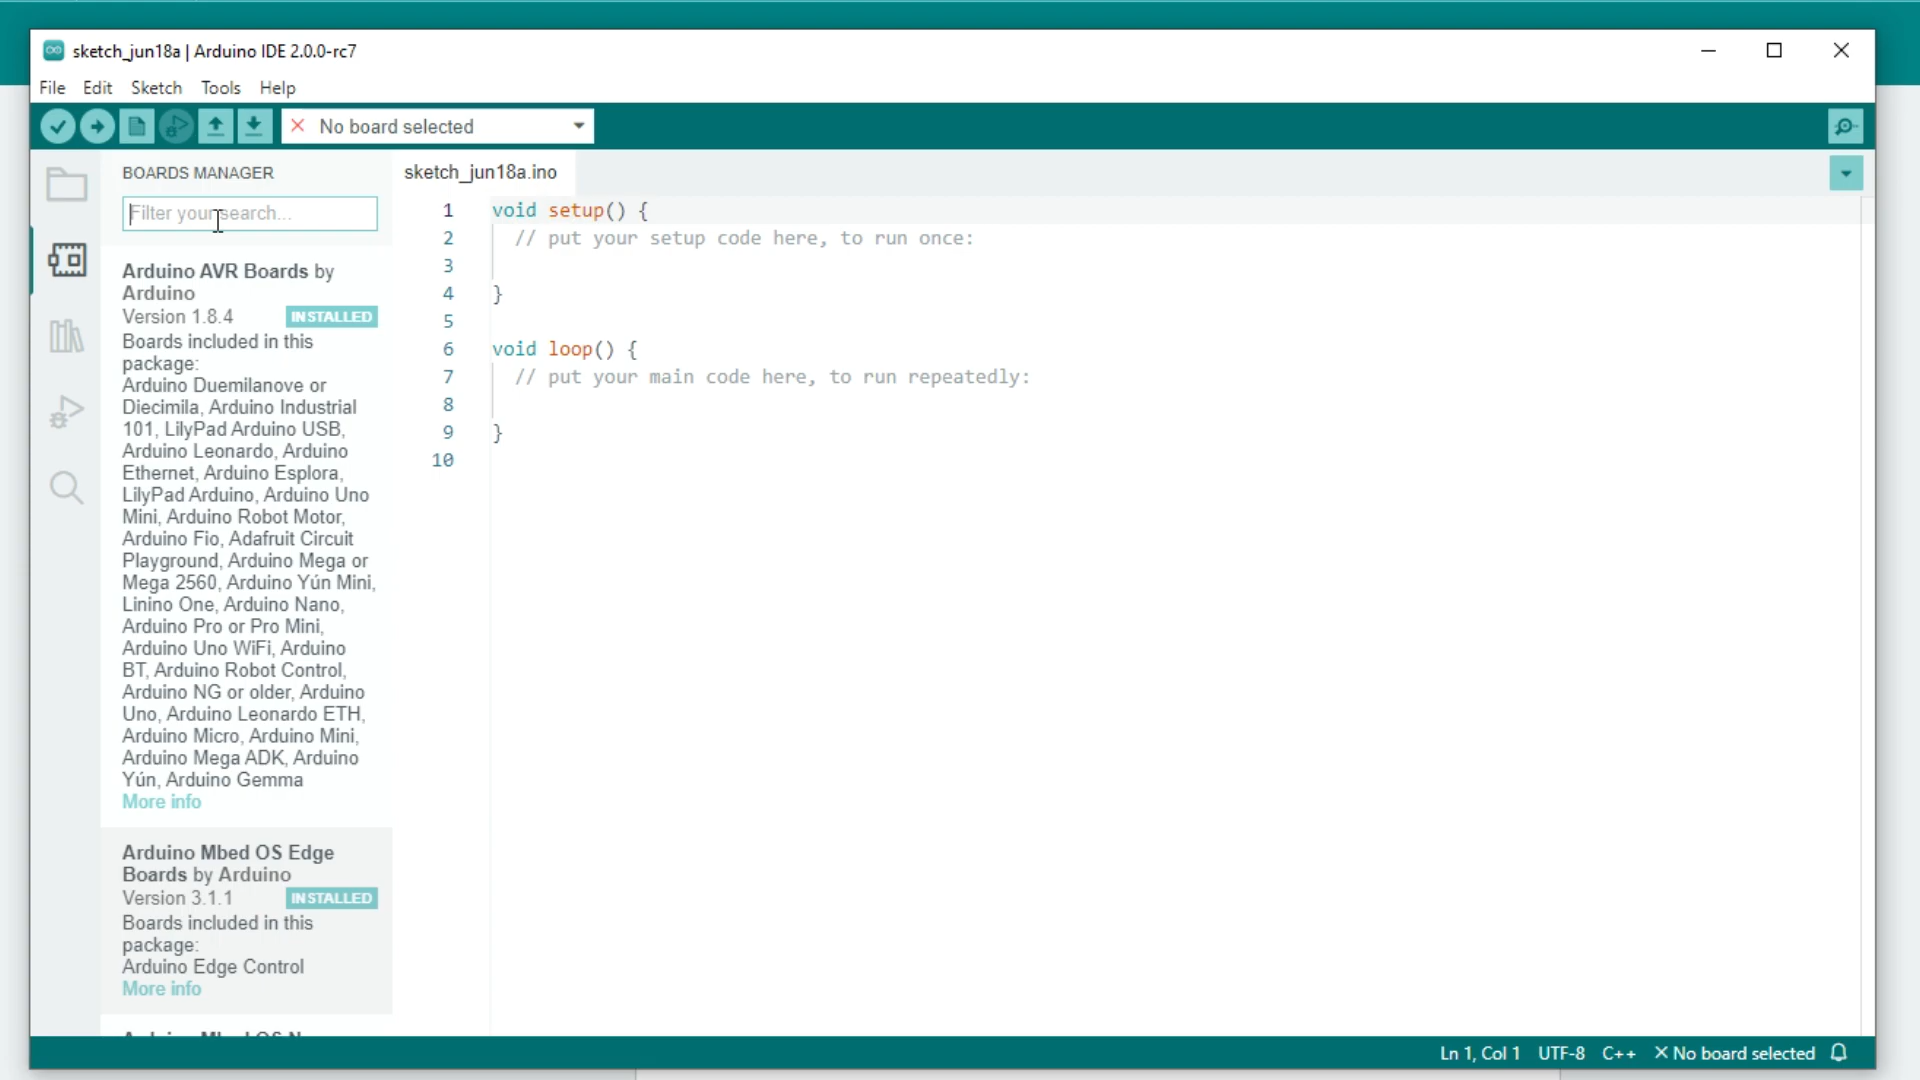 sketch_jun18a | Arduino IDE 2.0.0-rc7
File Edit Sketch Tools Help
No board selected
BOARDS MANAGER
Filter your search...
Arduino AVR Boards by
Arduino
Version 1.8.4 INSTALLED
Boards included in this
package:
Arduino Duemilanove or
Diecimila, Arduino Industrial
101, LilyPad Arduino USB,
Arduino Leonardo, Arduino
Ethernet, Arduino Esplora,
LilyPad Arduino, Arduino Uno
Mini, Arduino Robot Motor,
Arduino Fio, Adafruit Circuit
Playground, Arduino Mega or
Mega 2560, Arduino Yún Mini,
Linino One, Arduino Nano,
Arduino Pro or Pro Mini,
Arduino Uno WiFi, Arduino
BT, Arduino Robot Control,
Arduino NG or older, Arduino
Uno, Arduino Leonardo ETH,
Arduino Micro, Arduino Mini,
Arduino Mega ADK, Arduino
Yún, Arduino Gemma
More info
Arduino Mbed OS Edge
Boards by Arduino
Version 3.1.1 INSTALLED
Boards included in this
package:
Arduino Edge Control
More info
sketch_jun18a.ino
1 void setup() {
2 // put your setup code here, to run once:
3
4 }
5
6 void loop() {
7 // put your main code here, to run repeatedly:
8
9 }
10
Ln 1, Col 1 UTF-8 C++ No board selected